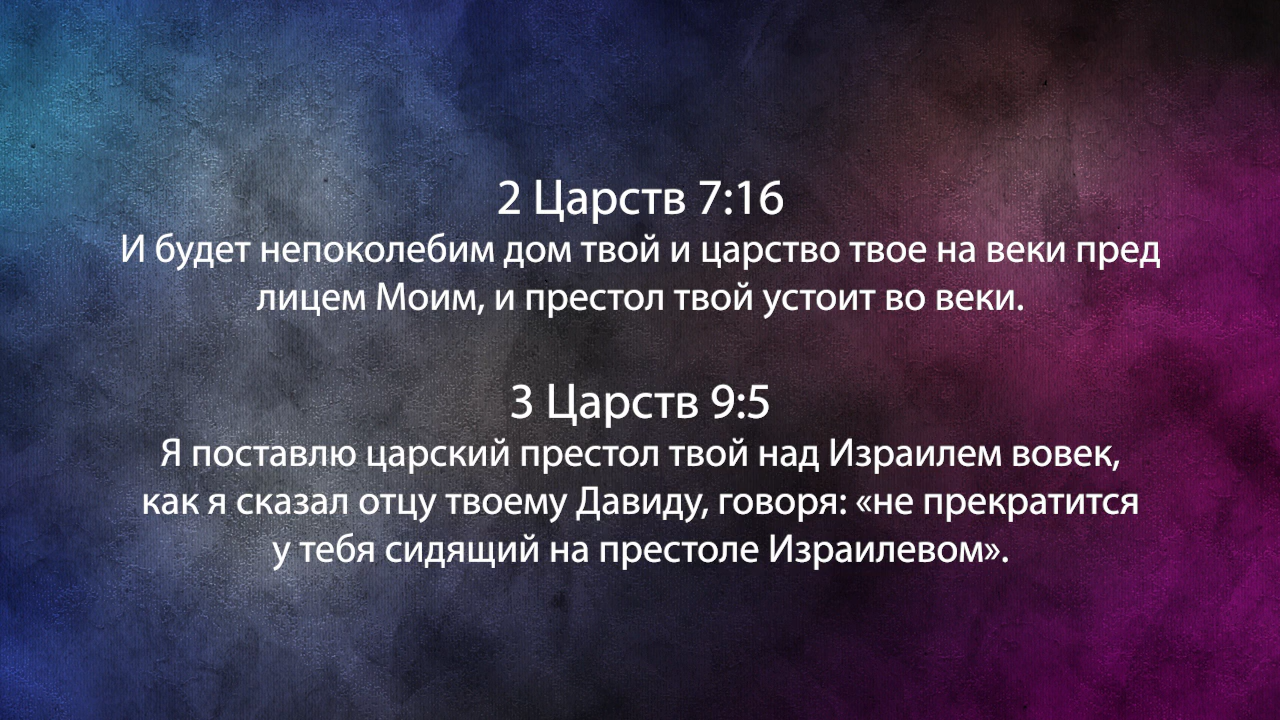 2 Царств 7:16
И будет непоколебим дом твой и царство твое на веки пред
лицем Моим, и престол твой устоит во веки.
3 Царств 9:5
Я поставлю царский престол твой над Израилем вовек,
как я сказал отцу твоему Давиду, говоря: «не прекратится
у тебя сидящий на престоле Израилевом».